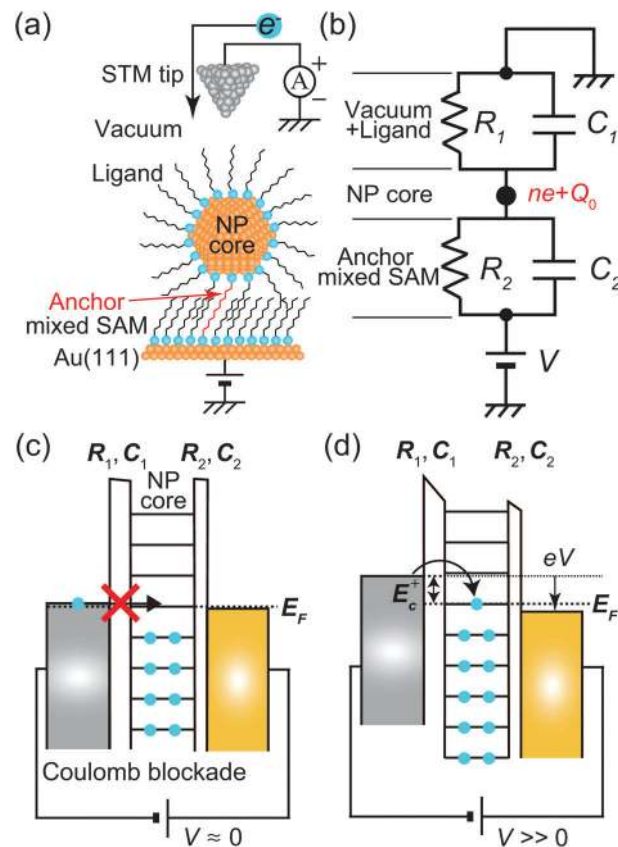 (a)
e-
STM tip
A
+
−
Vacuum
Ligand
NP
core
Anchor
mixed SAM
Au(111)
(b)
Vacuum
+Ligand
R1
C1
NP core
ne+Q0
Anchor
mixed SAM
R2
C2
V
(c)
R1, C1
R2, C2
NP
core
EF
Coulomb blockade
V ≈ 0
(d)
R1, C1
R2, C2
eV
Ec+
EF
V >> 0